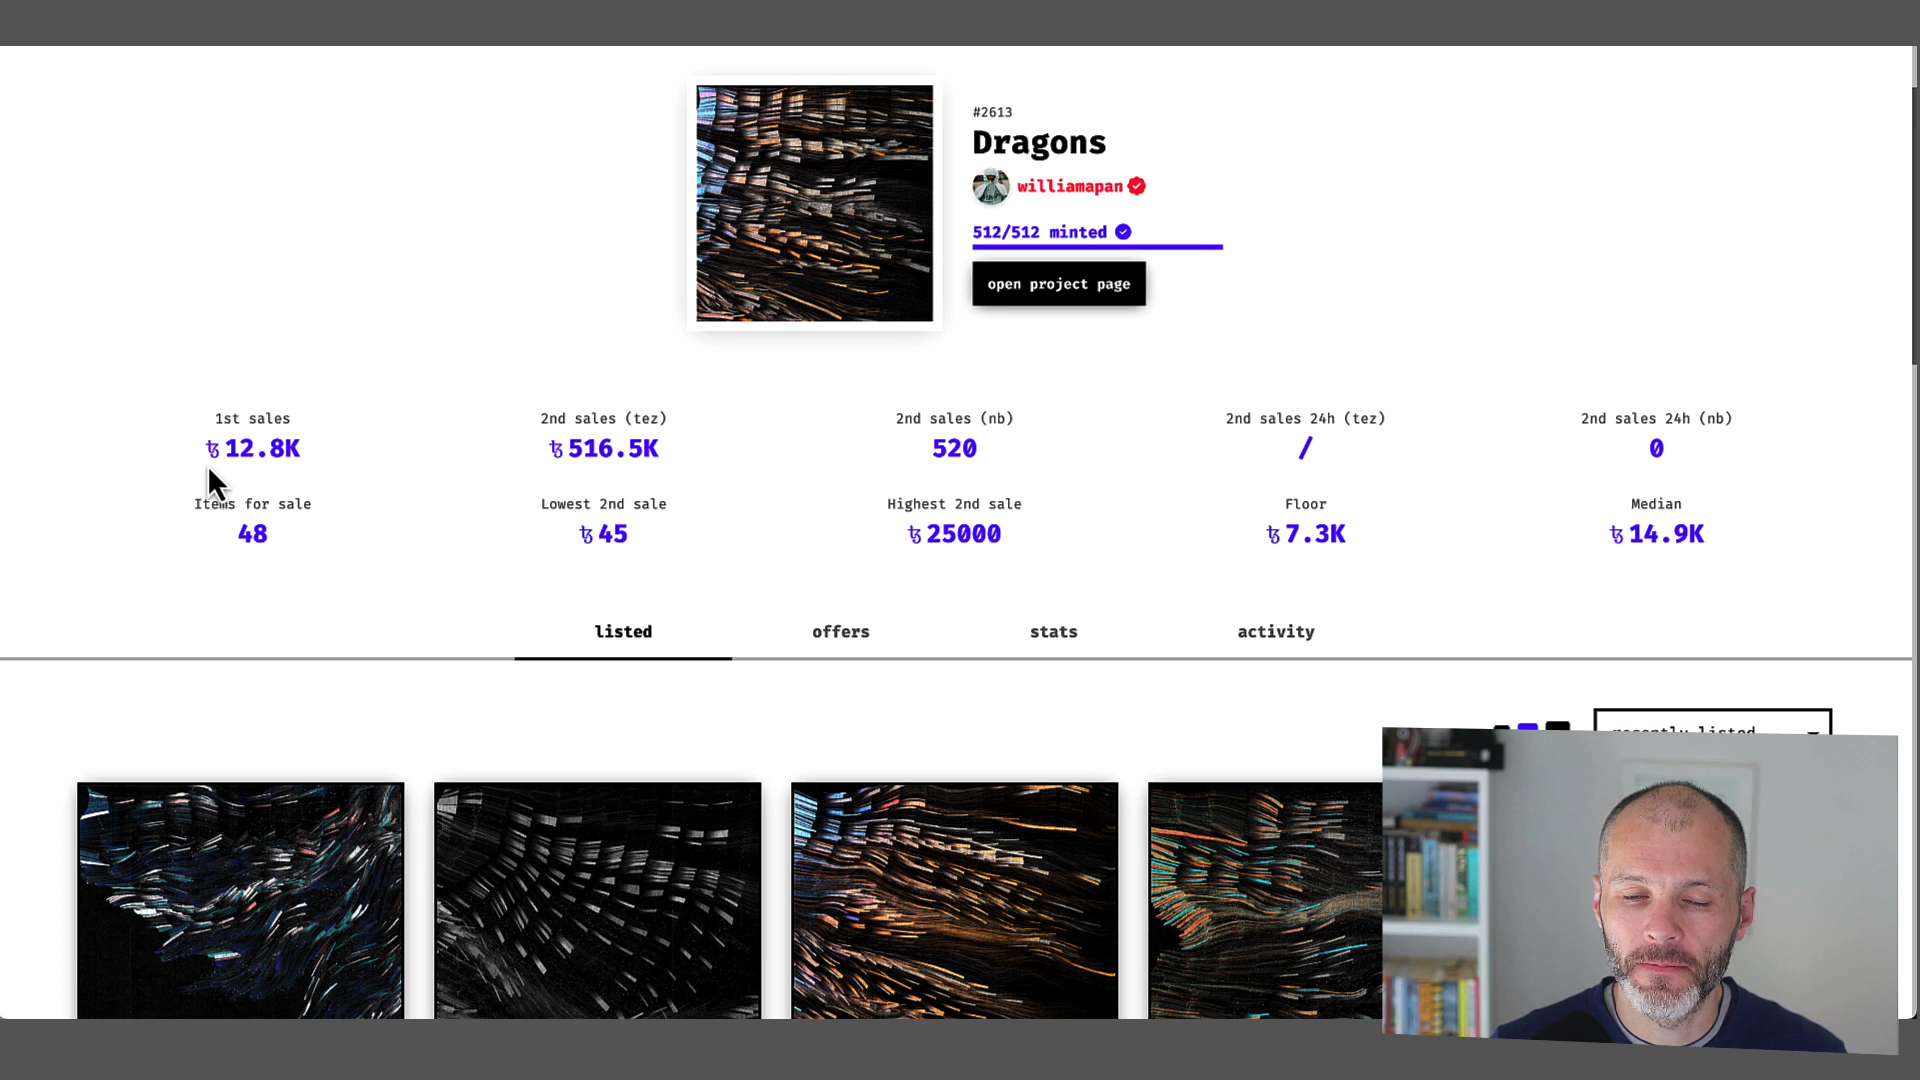 #2613
Dragons
williamapan
512/512 minted
open project page
1st sales
ꜩ 12.8K
2nd sales (tez)
ꜩ 516.5K
2nd sales (nb)
520
2nd sales 24h (tez)
/
2nd sales 24h (nb)
0
Items for sale
48
Lowest 2nd sale
ꜩ 45
Highest 2nd sale
ꜩ 25000
Floor
ꜩ 7.3K
Median
ꜩ 14.9K
listed
offers
stats
activity
recently listed